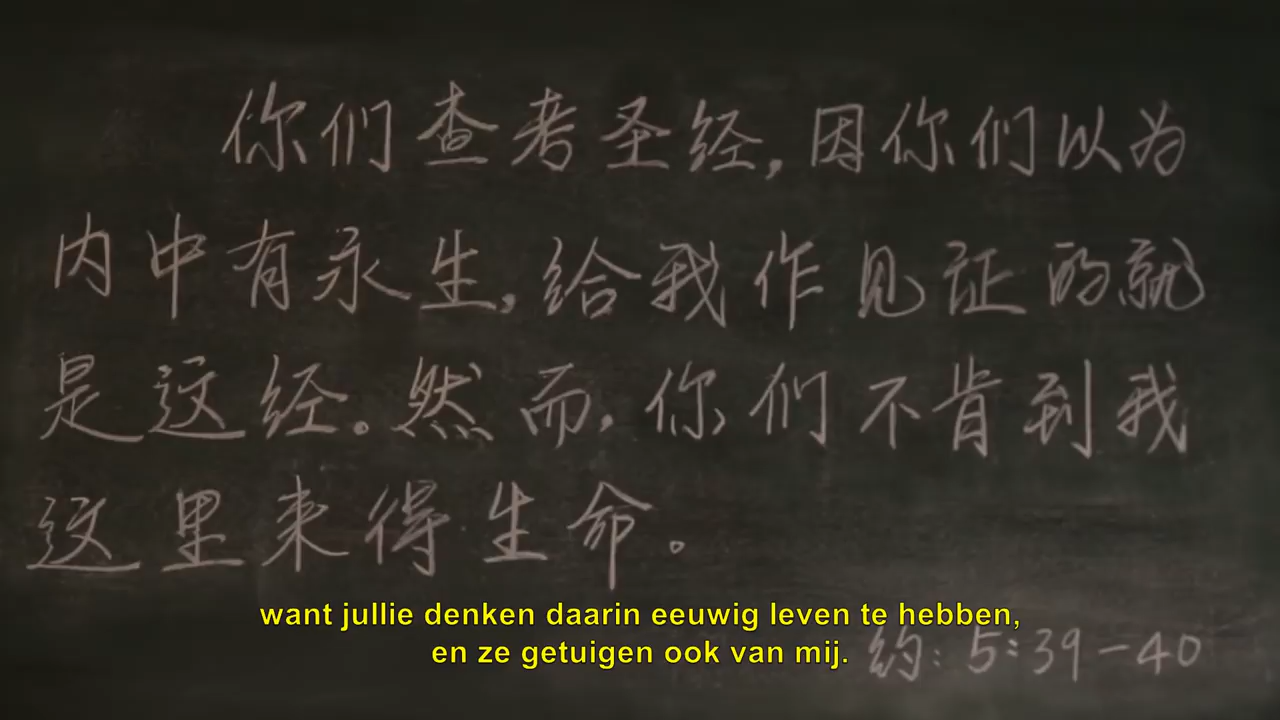 你们查考圣经,因你们以为
内中有永生,给我作见证的就
是这经。然而,你们不肯到我
这里来得生命。
want jullie denken daarin eeuwig leven te hebben,
en ze getuigen ook van mij.
约:5:39-40